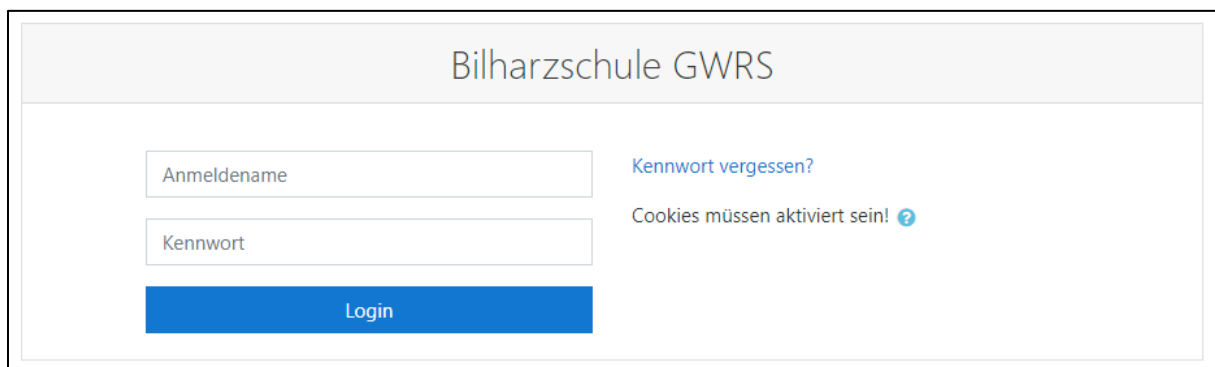 Bilharzschule GWRS
Anmeldename
Kennwort
Login
Kennwort vergessen?
Cookies müssen aktiviert sein!